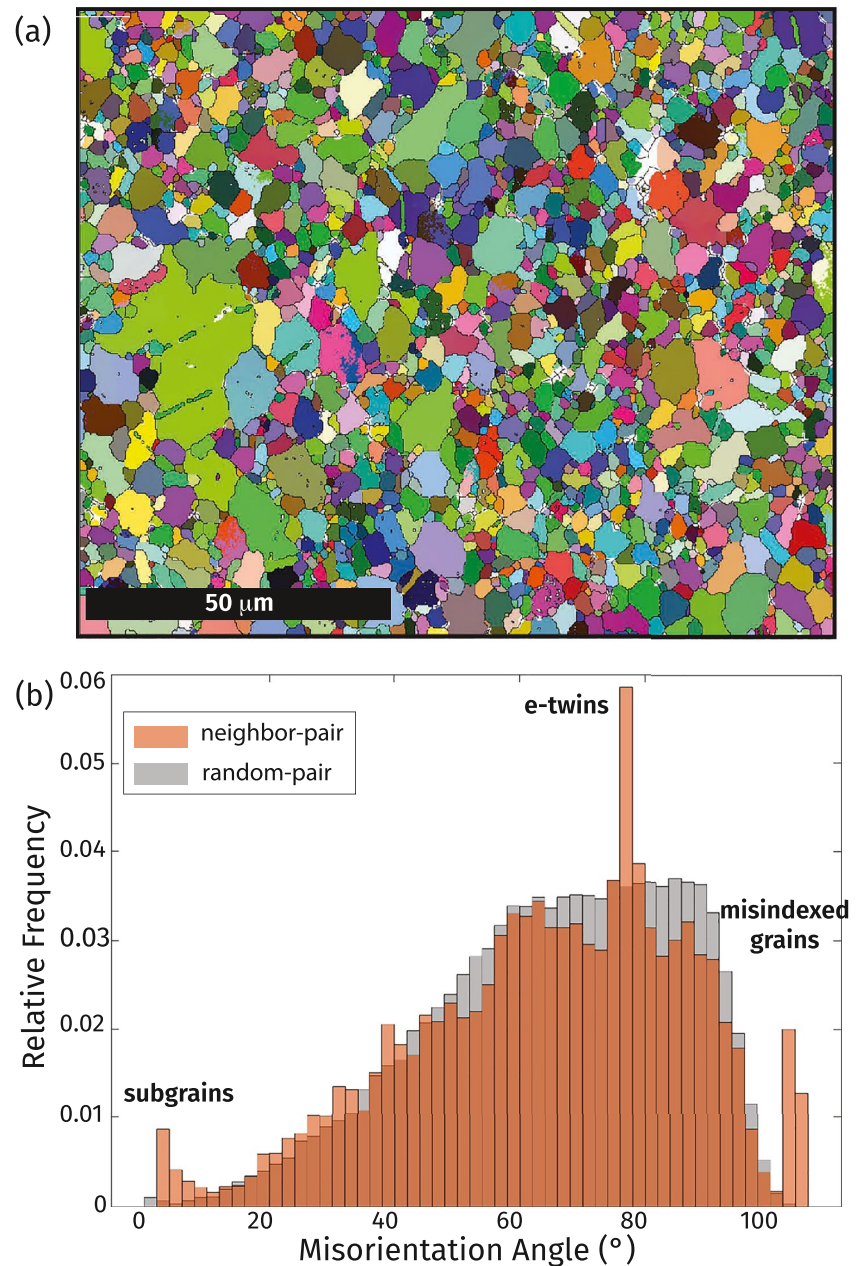 (a)
50 μm
(b)
0.06
0.05
0.04
0.03
0.02
0.01
0
Relative Frequency
neighbor-pair
random-pair
e-twins
misindexed
grains
subgrains
0 20 40 60 80 100
Misorientation Angle (°)